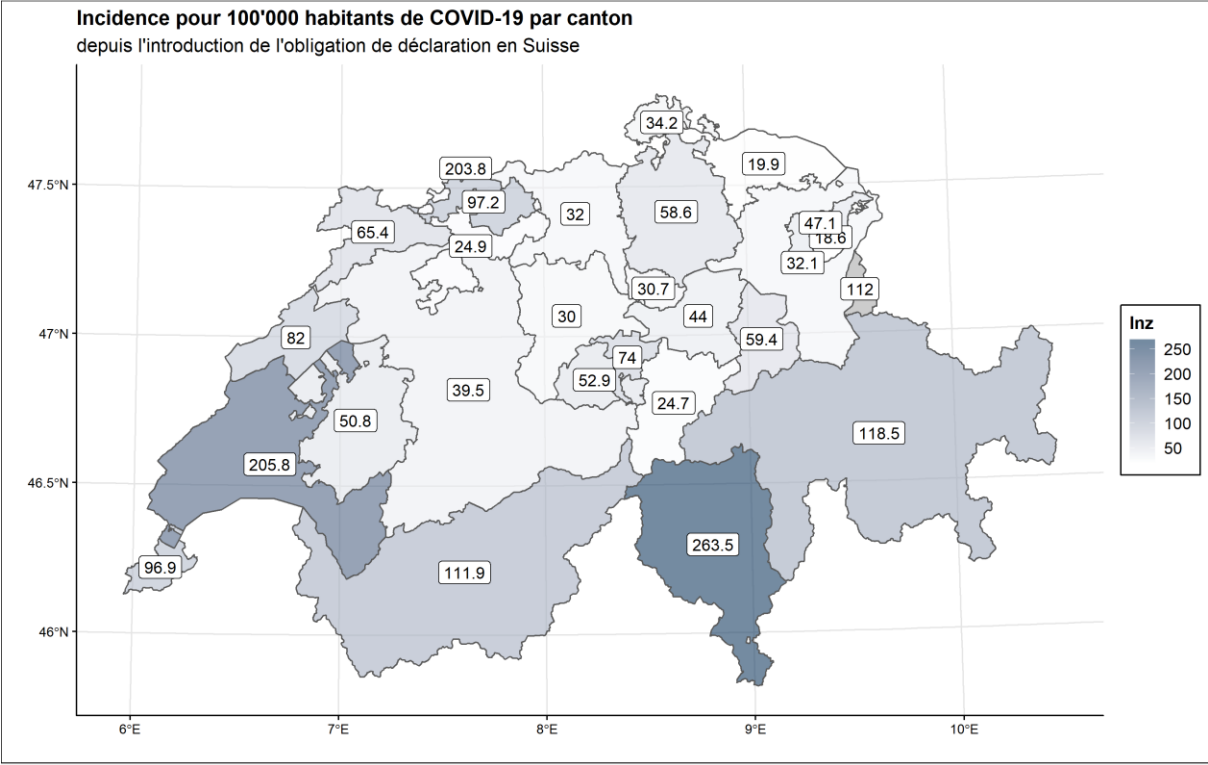 Incidence pour 100'000 habitants de COVID-19 par canton
depuis l'introduction de l'obligation de déclaration en Suisse
34.2
203.8
19.9
47.5°N
97.2
32
58.6
47.1
65.4
18.6
24.9
32.1
30.7
112
30
44
Inz
82
47°N
59.4
250
74
200
52.9
39.5
150
24.7
50.8
118.5
100
50
205.8
46.5°N
263.5
96.9
111.9
46°N
6°E
7°E
8°E
9°E
10°E